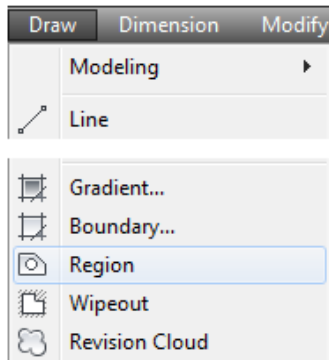 Draw Dimension Modify
Modeling
Line
Gradient...
Boundary...
Region
Wipeout
Revision Cloud